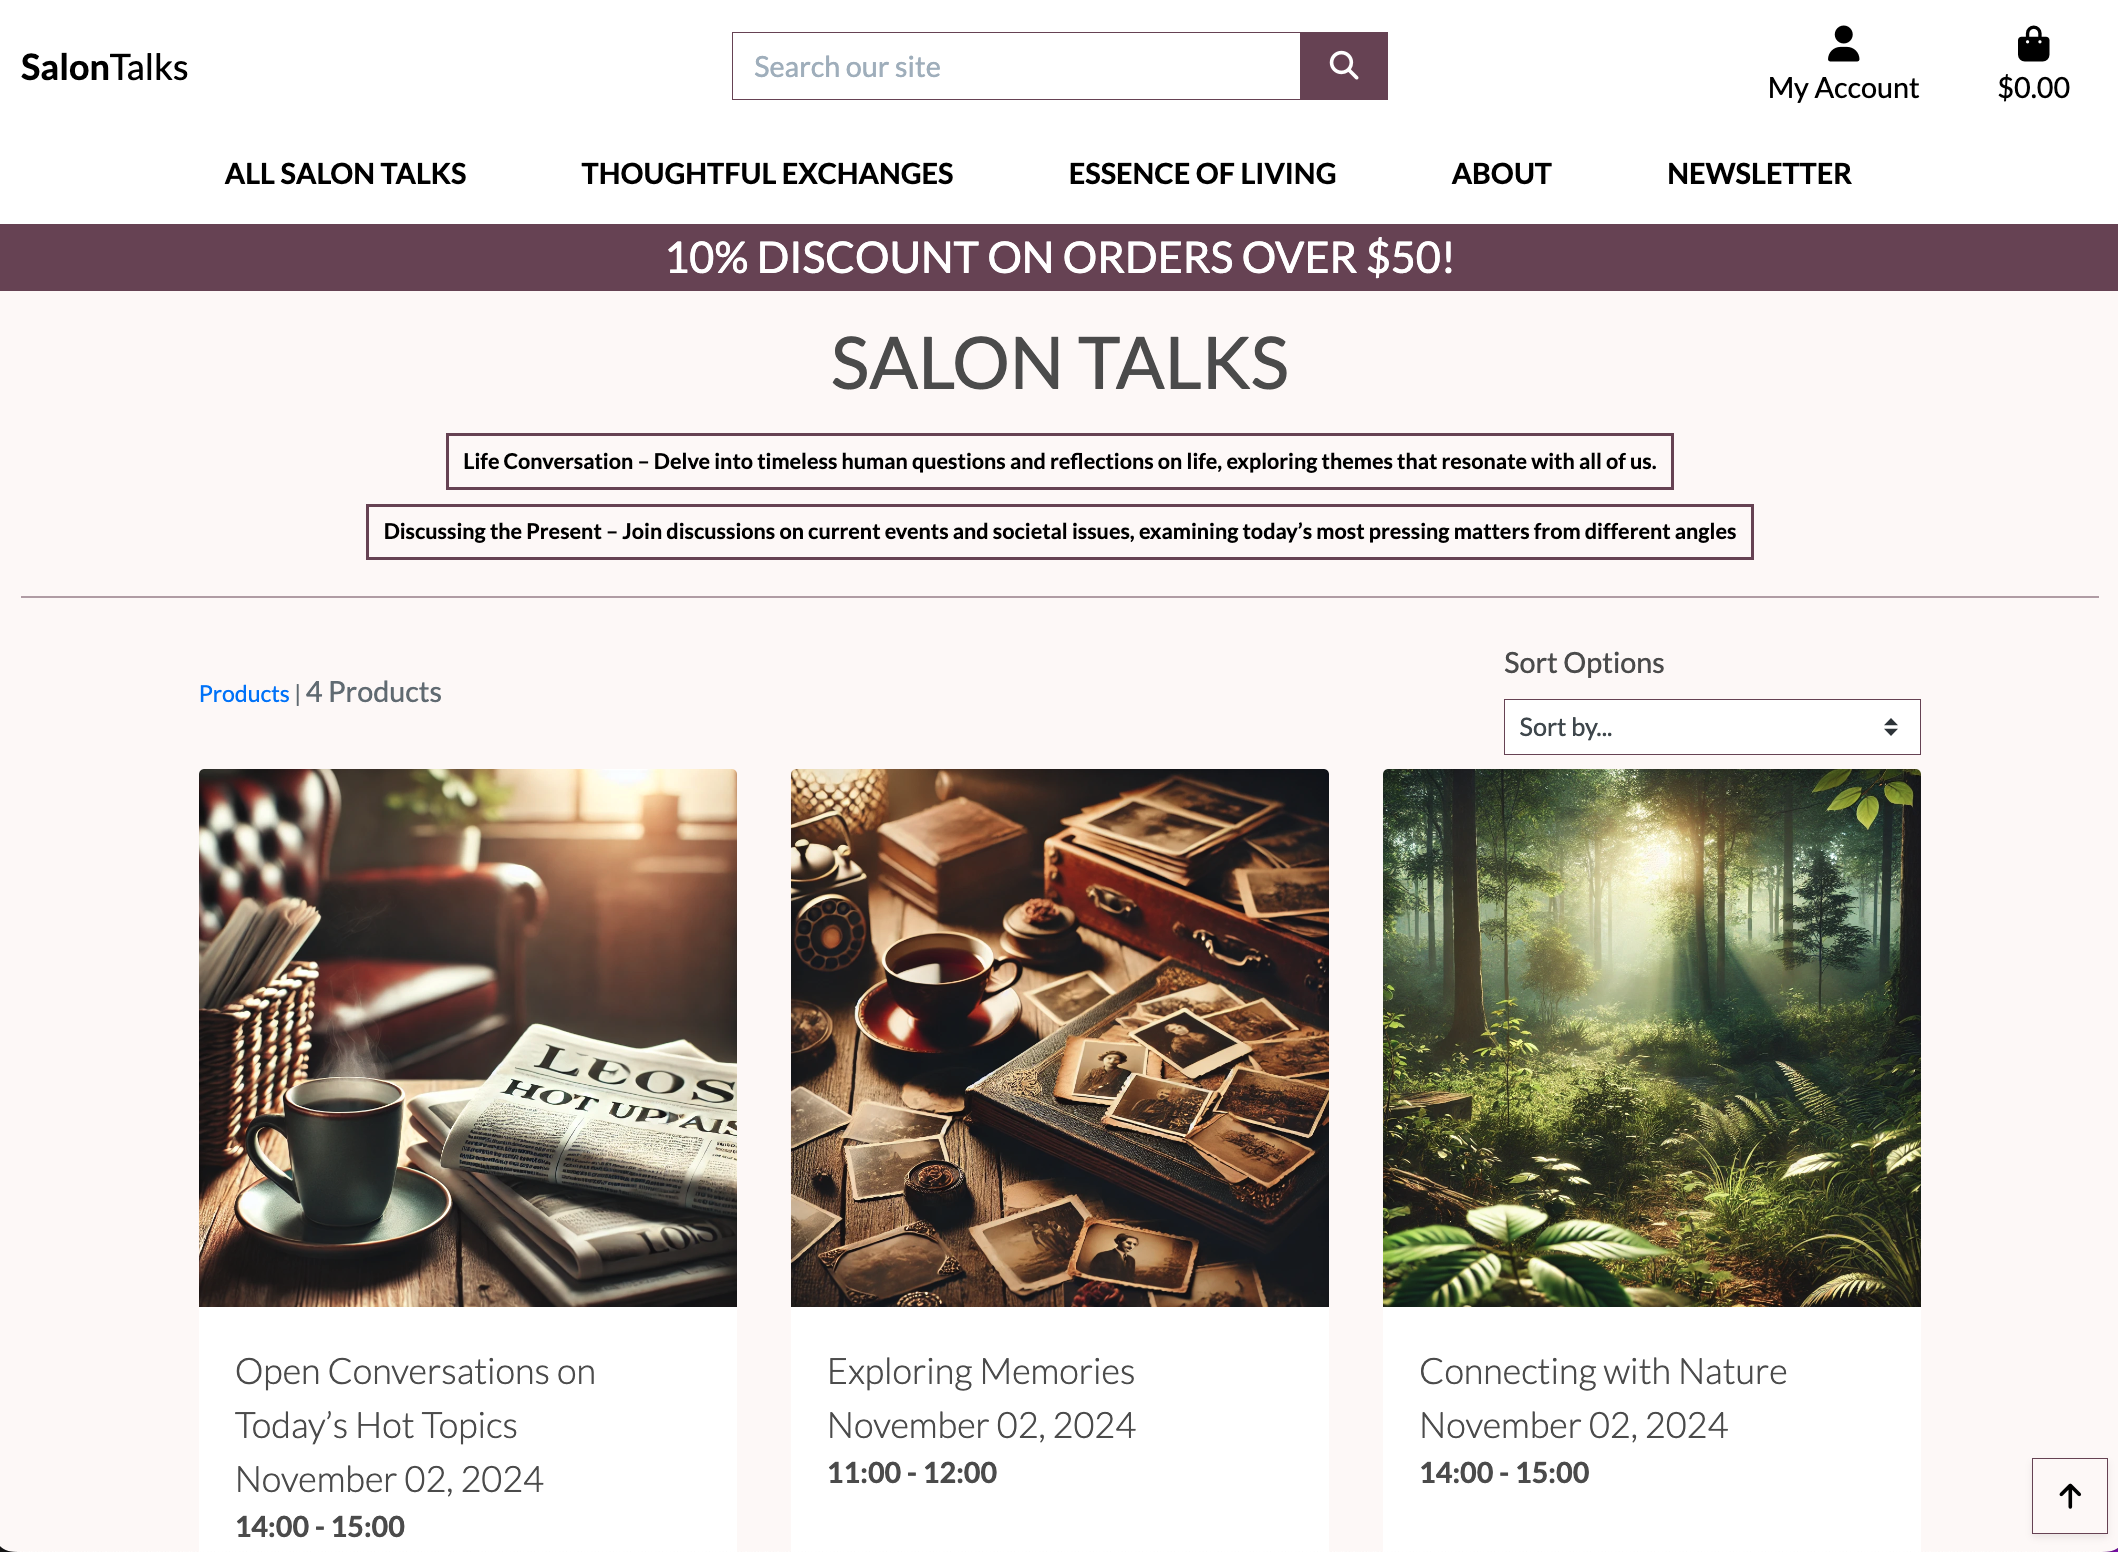 SalonTalks
Search our site
My Account
$0.00
ALL SALON TALKS
THOUGHTFUL EXCHANGES
ESSENCE OF LIVING
ABOUT
NEWSLETTER
10% DISCOUNT ON ORDERS OVER $50!
SALON TALKS
Life Conversation – Delve into timeless human questions and reflections on life, exploring themes that resonate with all of us.
Discussing the Present – Join discussions on current events and societal issues, examining today’s most pressing matters from different angles
Products | 4 Products
Sort Options
Sort by...
LEOS
HOT UP
Open Conversations on
Today’s Hot Topics
November 02, 2024
14:00 - 15:00
Exploring Memories
November 02, 2024
11:00 - 12:00
Connecting with Nature
November 02, 2024
14:00 - 15:00